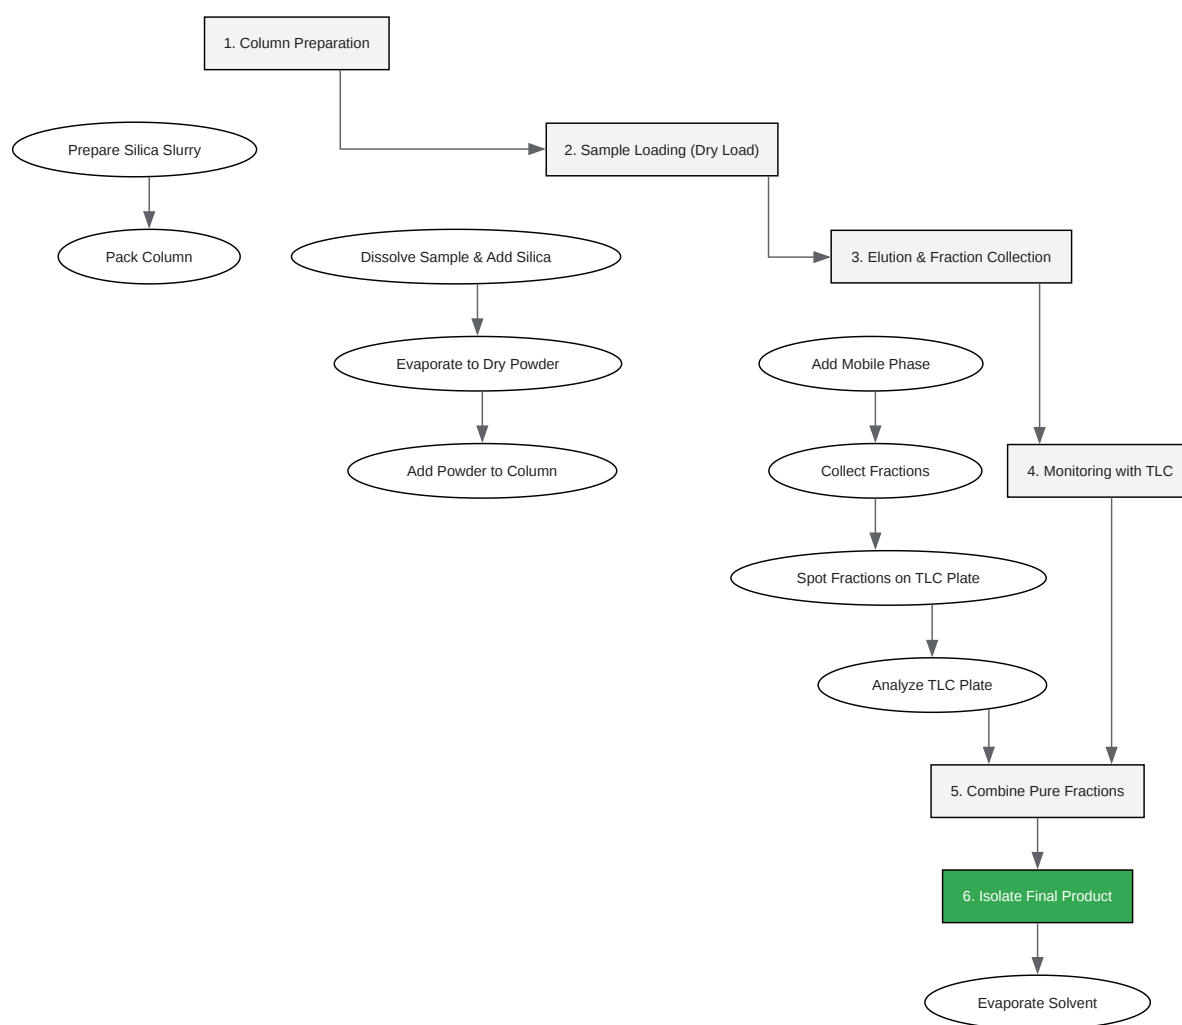 1. Column Preparation
Prepare Silica Slurry
2. Sample Loading (Dry Load)
Pack Column
Dissolve Sample & Add Silica
3. Elution & Fraction Collection
Evaporate to Dry Powder
Add Mobile Phase
Add Powder to Column
Collect Fractions
4. Monitoring with TLC
Spot Fractions on TLC Plate
Analyze TLC Plate
5. Combine Pure Fractions
6. Isolate Final Product
Evaporate Solvent